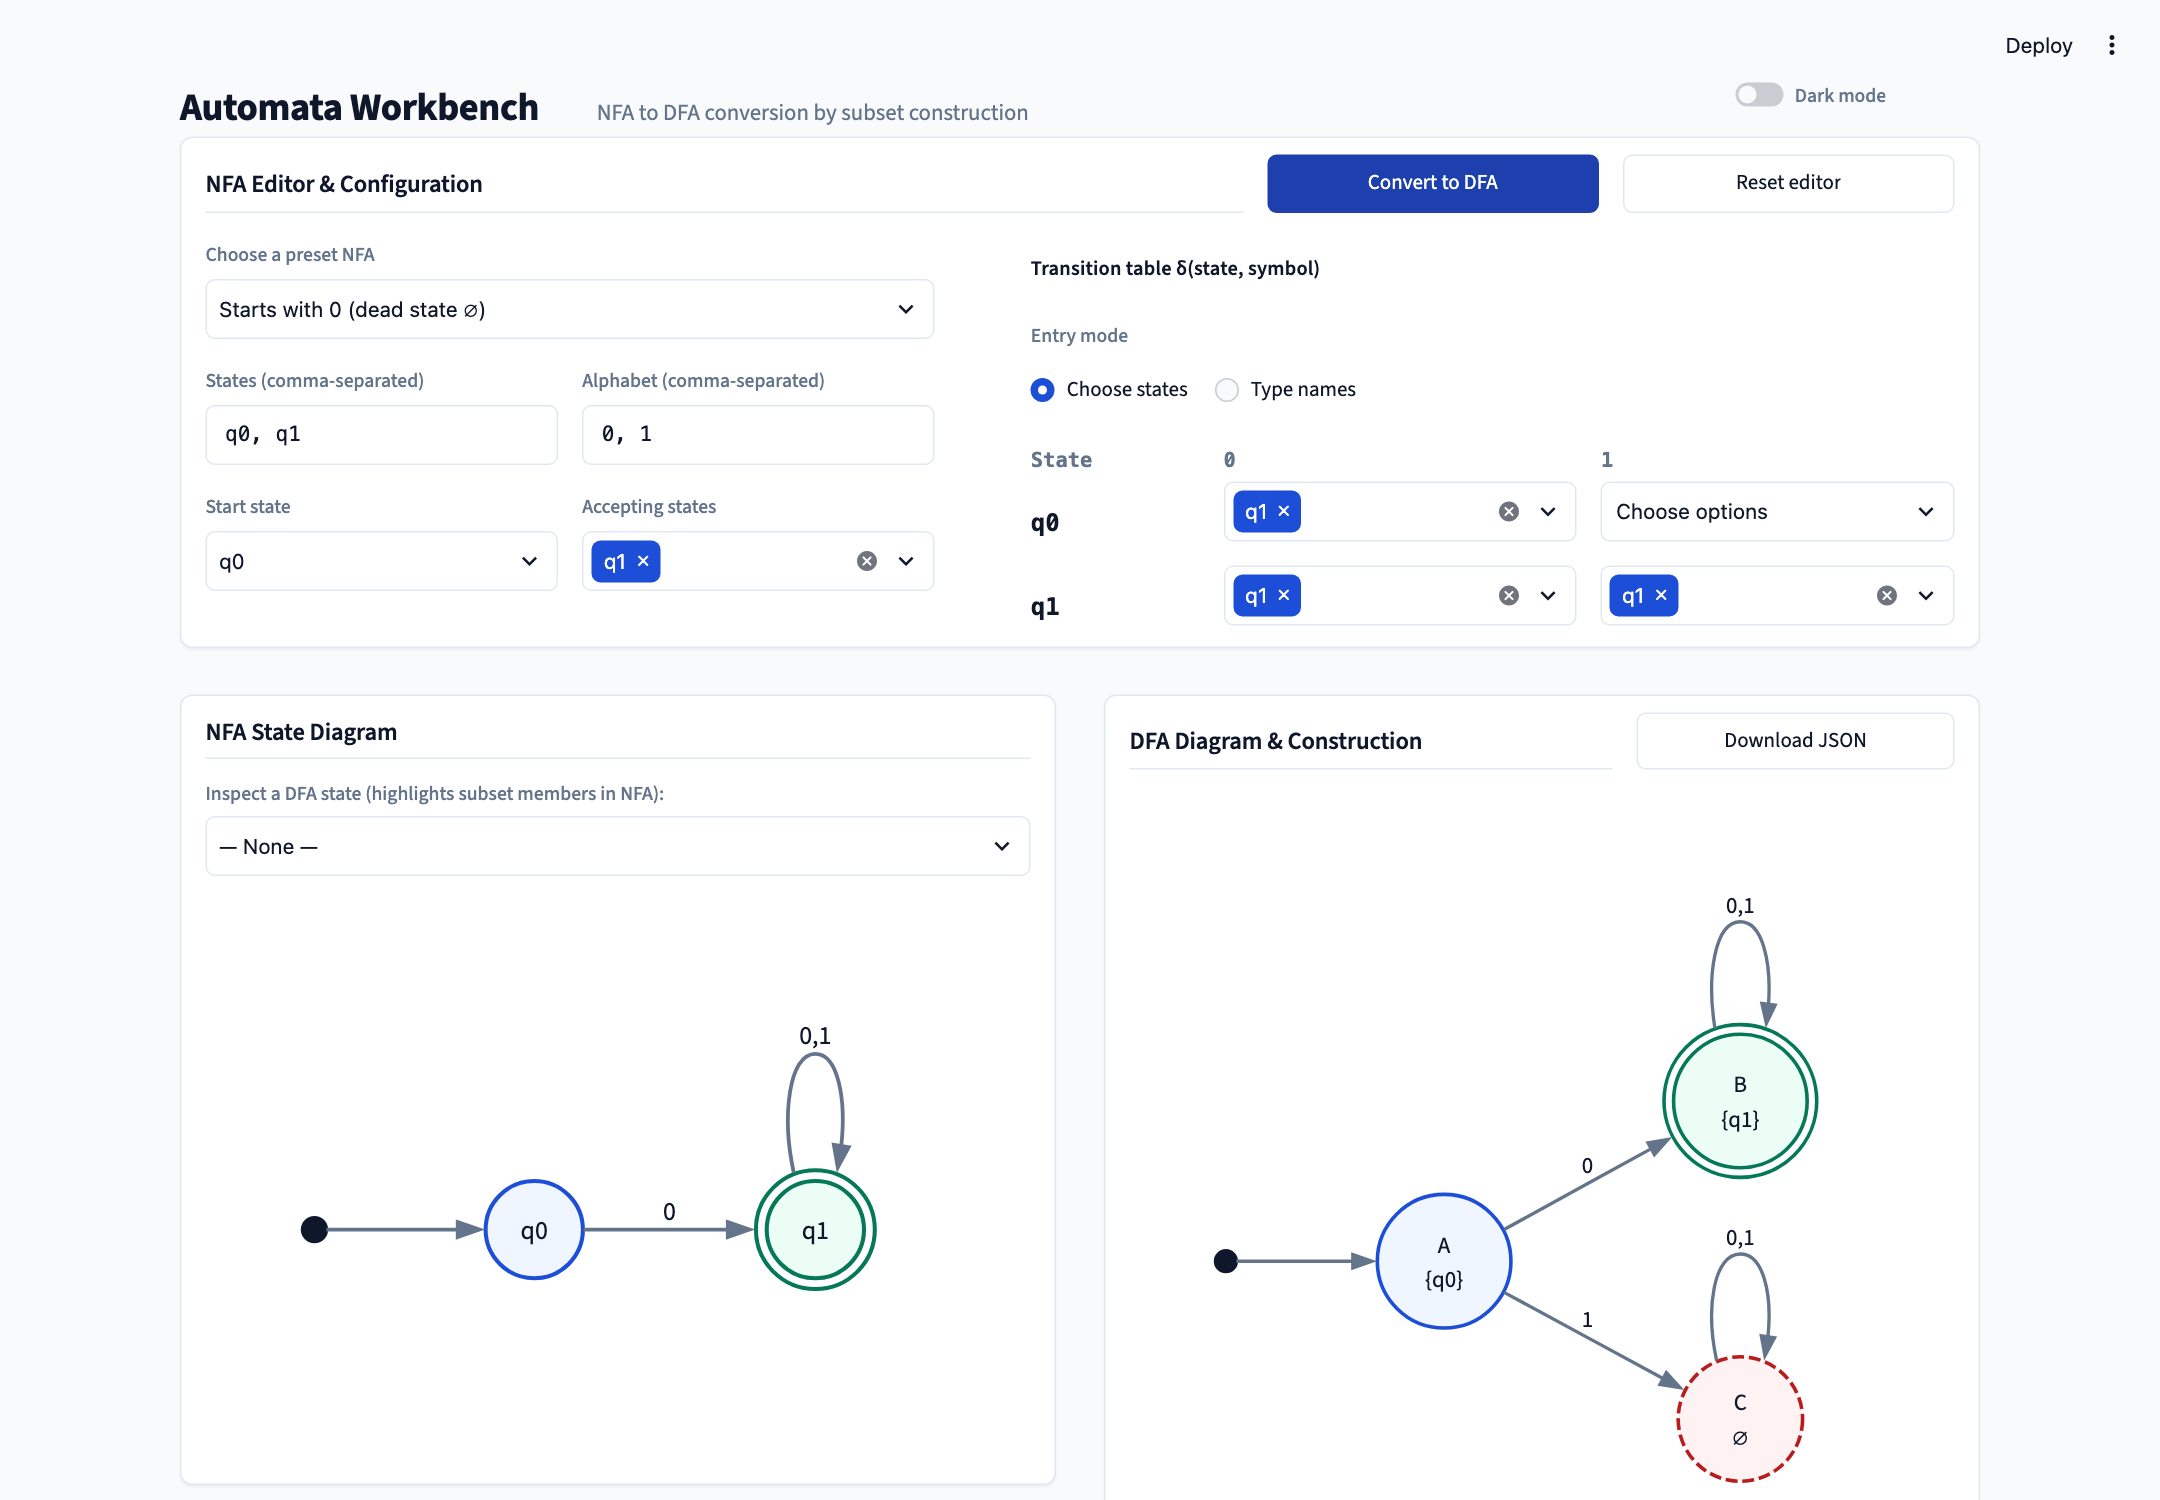 Deploy
Automata Workbench
NFA to DFA conversion by subset construction
Dark mode
NFA Editor & Configuration
Convert to DFA
Reset editor
Choose a preset NFA
Starts with 0 (dead state ∅)
States (comma-separated)
Alphabet (comma-separated)
q0, q1
0, 1
Start state
Accepting states
q0
q1
Transition table δ(state, symbol)
Entry mode
Choose states
Type names
State
0
1
q0
q1
Choose options
q1
q1
q1
NFA State Diagram
Inspect a DFA state (highlights subset members in NFA):
— None —
0,1
0
q0
q1
DFA Diagram & Construction
Download JSON
0,1
B
{q1}
0
A
{q0}
0,1
1
C
∅